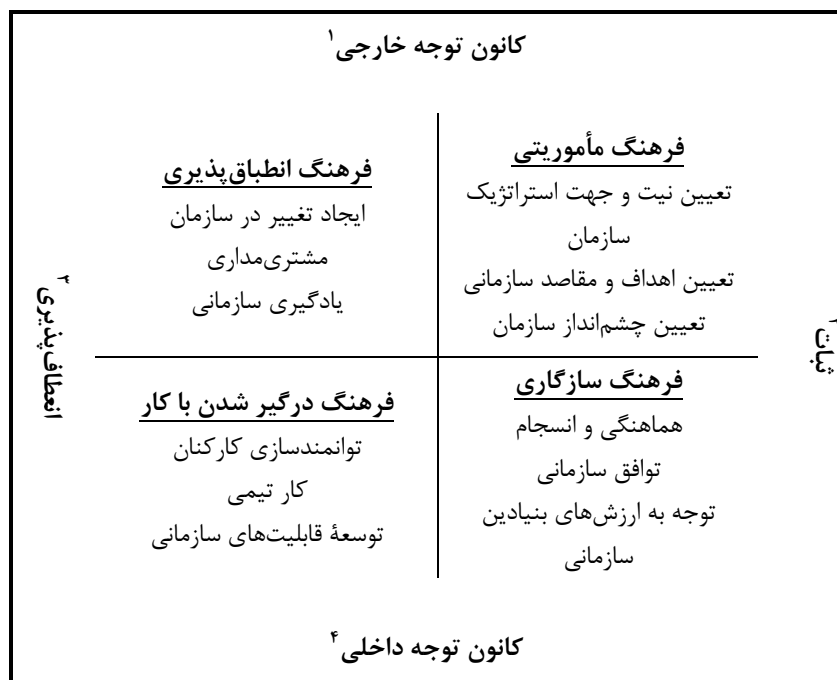 کانون توجه خارجی۱
فرهنگ مأموریتی
تعیین نیت و جهت استراتژیک
سازمان
تعیین اهداف و مقاصد سازمانی
تعیین چشم‌انداز سازمان
فرهنگ انطباق‌پذیری
ایجاد تغییر در سازمان
مشتری‌مداری
یادگیری سازمانی
ثبات۲
انعطاف‌پذیری۳
فرهنگ سازگاری
هماهنگی و انسجام
توافق سازمانی
توجه به ارزش‌های بنیادین
سازمانی
فرهنگ درگیر شدن با کار
توانمندسازی کارکنان
کار تیمی
توسعهٔ قابلیت‌های سازمانی
کانون توجه داخلی۴